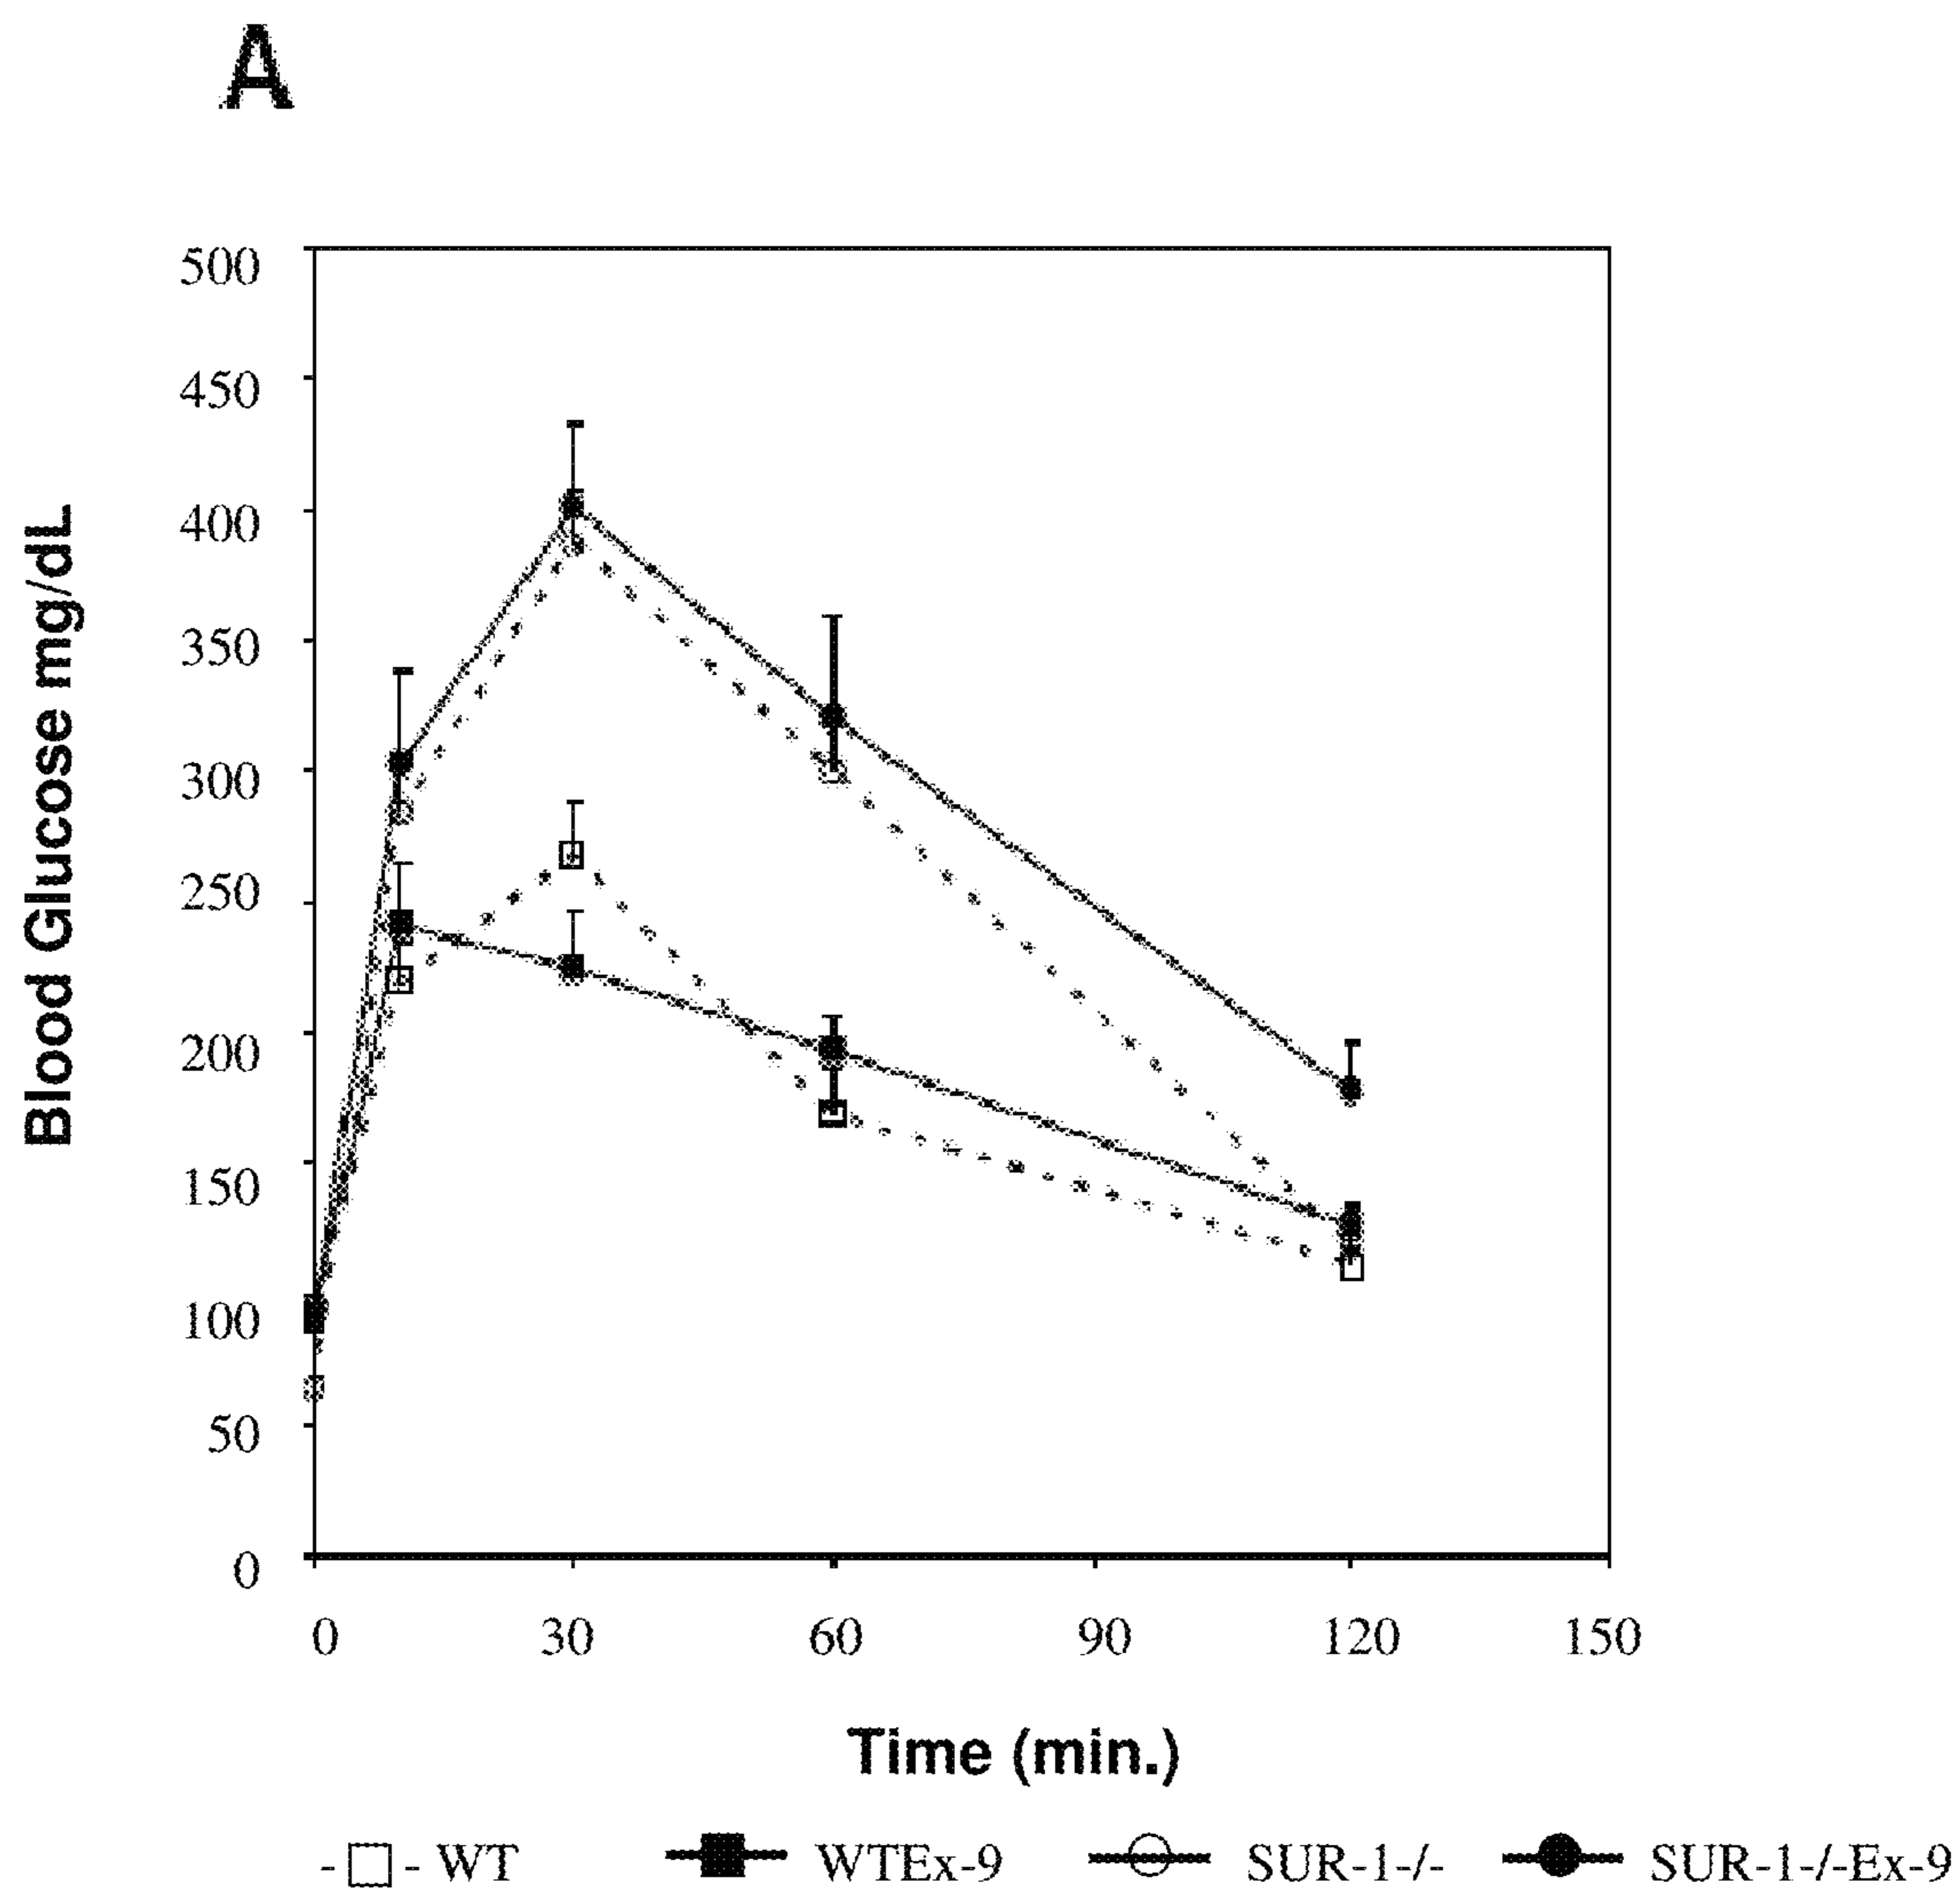 A
500
450
400
350
300
250
200
150
100
50
0
Blood Glucose mg/dL
0 30 60 90 120 150
Time (min.)
WT WTEx-9 SUR-1-/- SUR-1-/-Ex-9